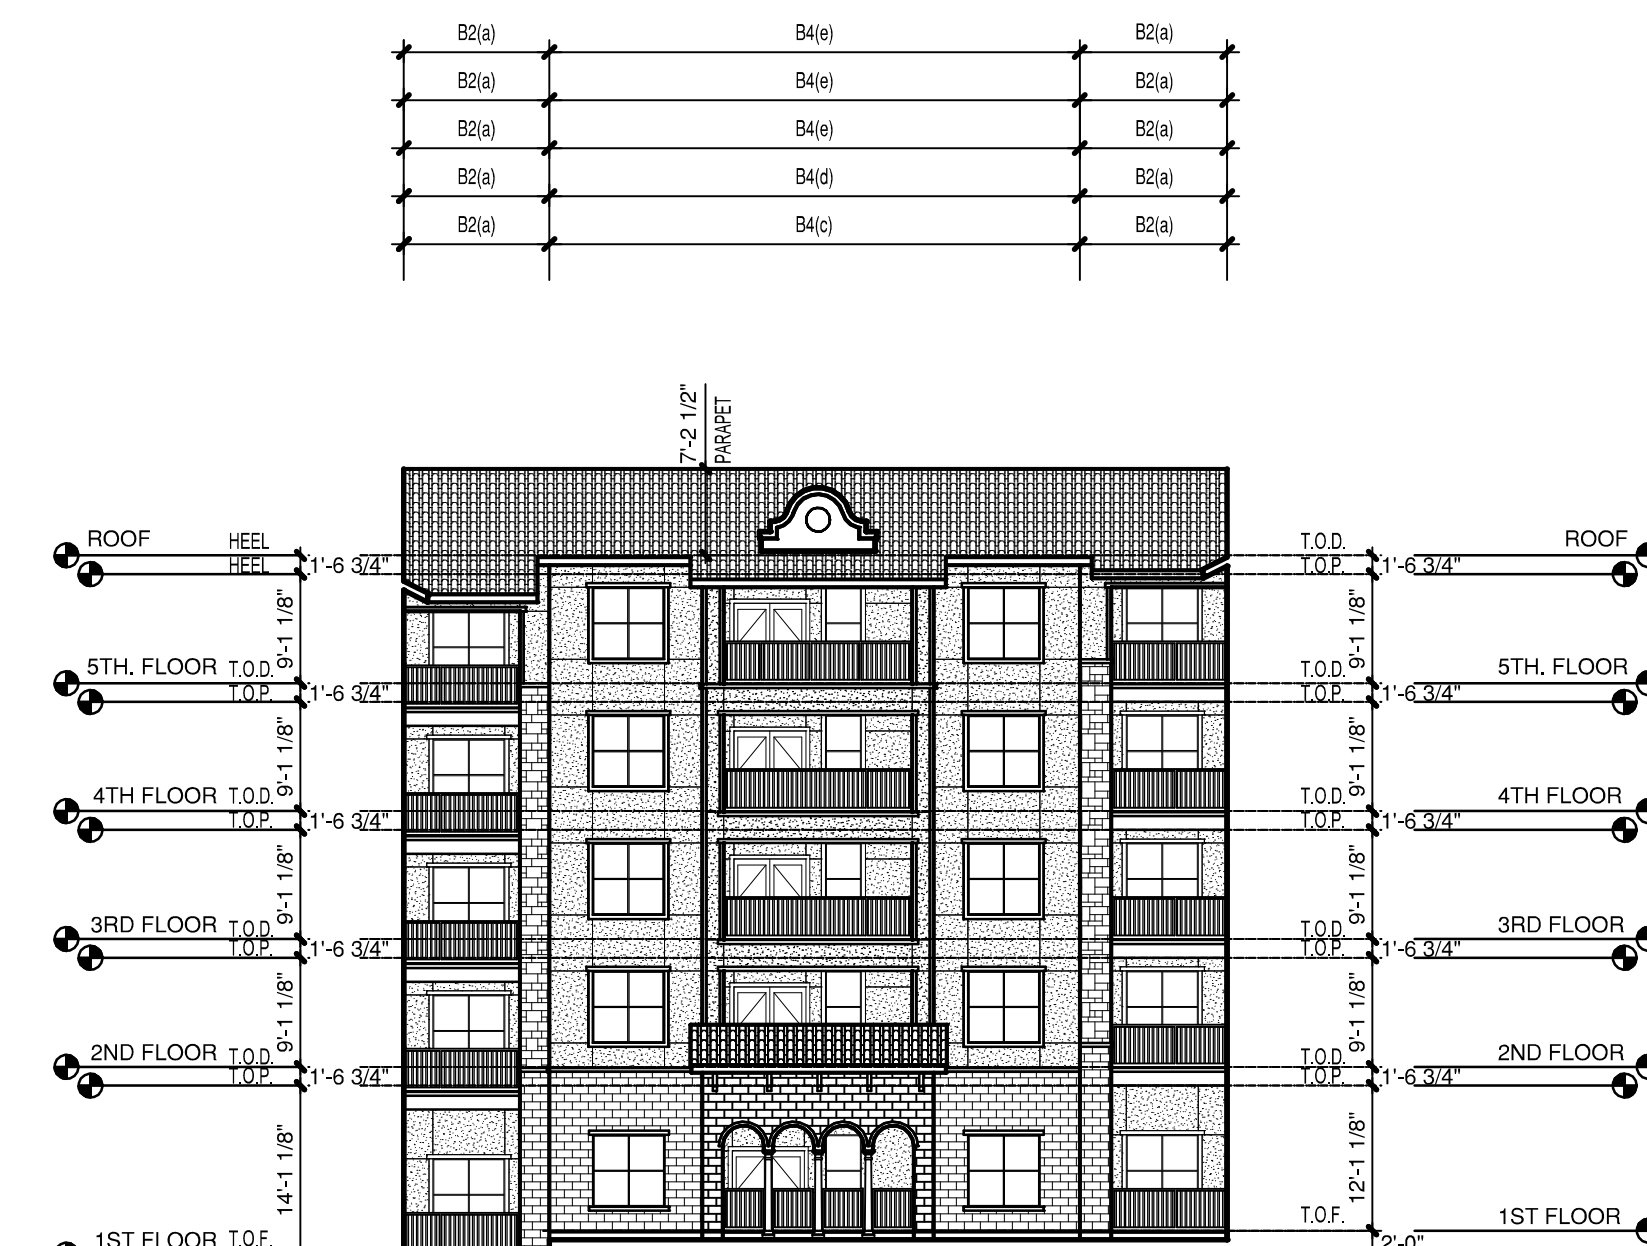 B2(a) B4(e) B2(a)
B2(a) B4(e) B2(a)
B2(a) B4(e) B2(a)
B2(a) B4(d) B2(a)
B2(a) B4(c) B2(a)
7'-2 1/2"
PARAPET
ROOF HEEL T.O.D. ROOF
HEEL 1'-6 3/4" T.O.P. 1'-6 3/4"
9'-1 1/8" 9'-1 1/8"
5TH. FLOOR T.O.D. T.O.D. 5TH. FLOOR
T.O.P. 1'-6 3/4" T.O.P. 1'-6 3/4"
9'-1 1/8" 9'-1 1/8"
4TH FLOOR T.O.D. T.O.D. 4TH FLOOR
T.O.P. 1'-6 3/4" T.O.P. 1'-6 3/4"
9'-1 1/8" 9'-1 1/8"
3RD FLOOR T.O.D. T.O.D. 3RD FLOOR
T.O.P. 1'-6 3/4" T.O.P. 1'-6 3/4"
9'-1 1/8" 9'-1 1/8"
2ND FLOOR T.O.D. T.O.D. 2ND FLOOR
T.O.P. 1'-6 3/4" T.O.P. 1'-6 3/4"
14'-1 1/8" 12'-1 1/8"
T.O.F. 1ST FLOOR
1ST FLOOR T.O.F. 2'-0"